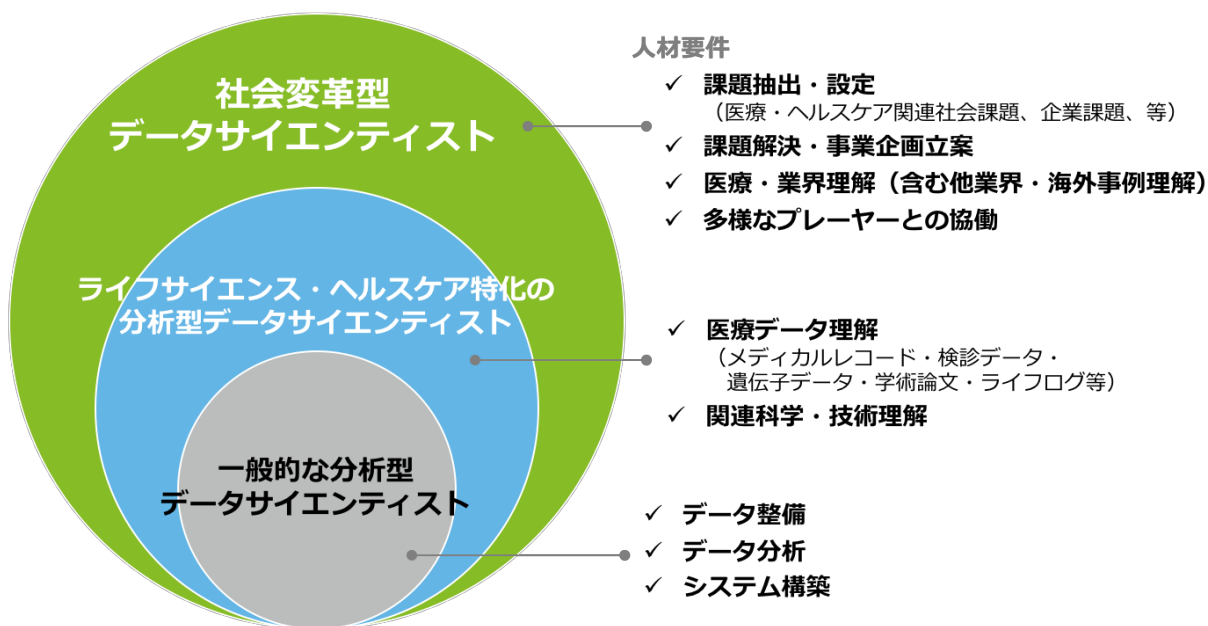 社会変革型
データサイエンティスト
ライフサイエンス・ヘルスケア特化の
分析型データサイエンティスト
一般的な分析型
データサイエンティスト
人材要件
✓ 課題抽出・設定
（医療・ヘルスケア関連社会課題、企業課題、等）
✓ 課題解決・事業企画立案
✓ 医療・業界理解（含む他業界・海外事例理解）
✓ 多様なプレーヤーとの協働
✓ 医療データ理解
（メディカルレコード・検診データ・
遺伝子データ・学術論文・ライフログ等）
✓ 関連科学・技術理解
✓ データ整備
✓ データ分析
✓ システム構築